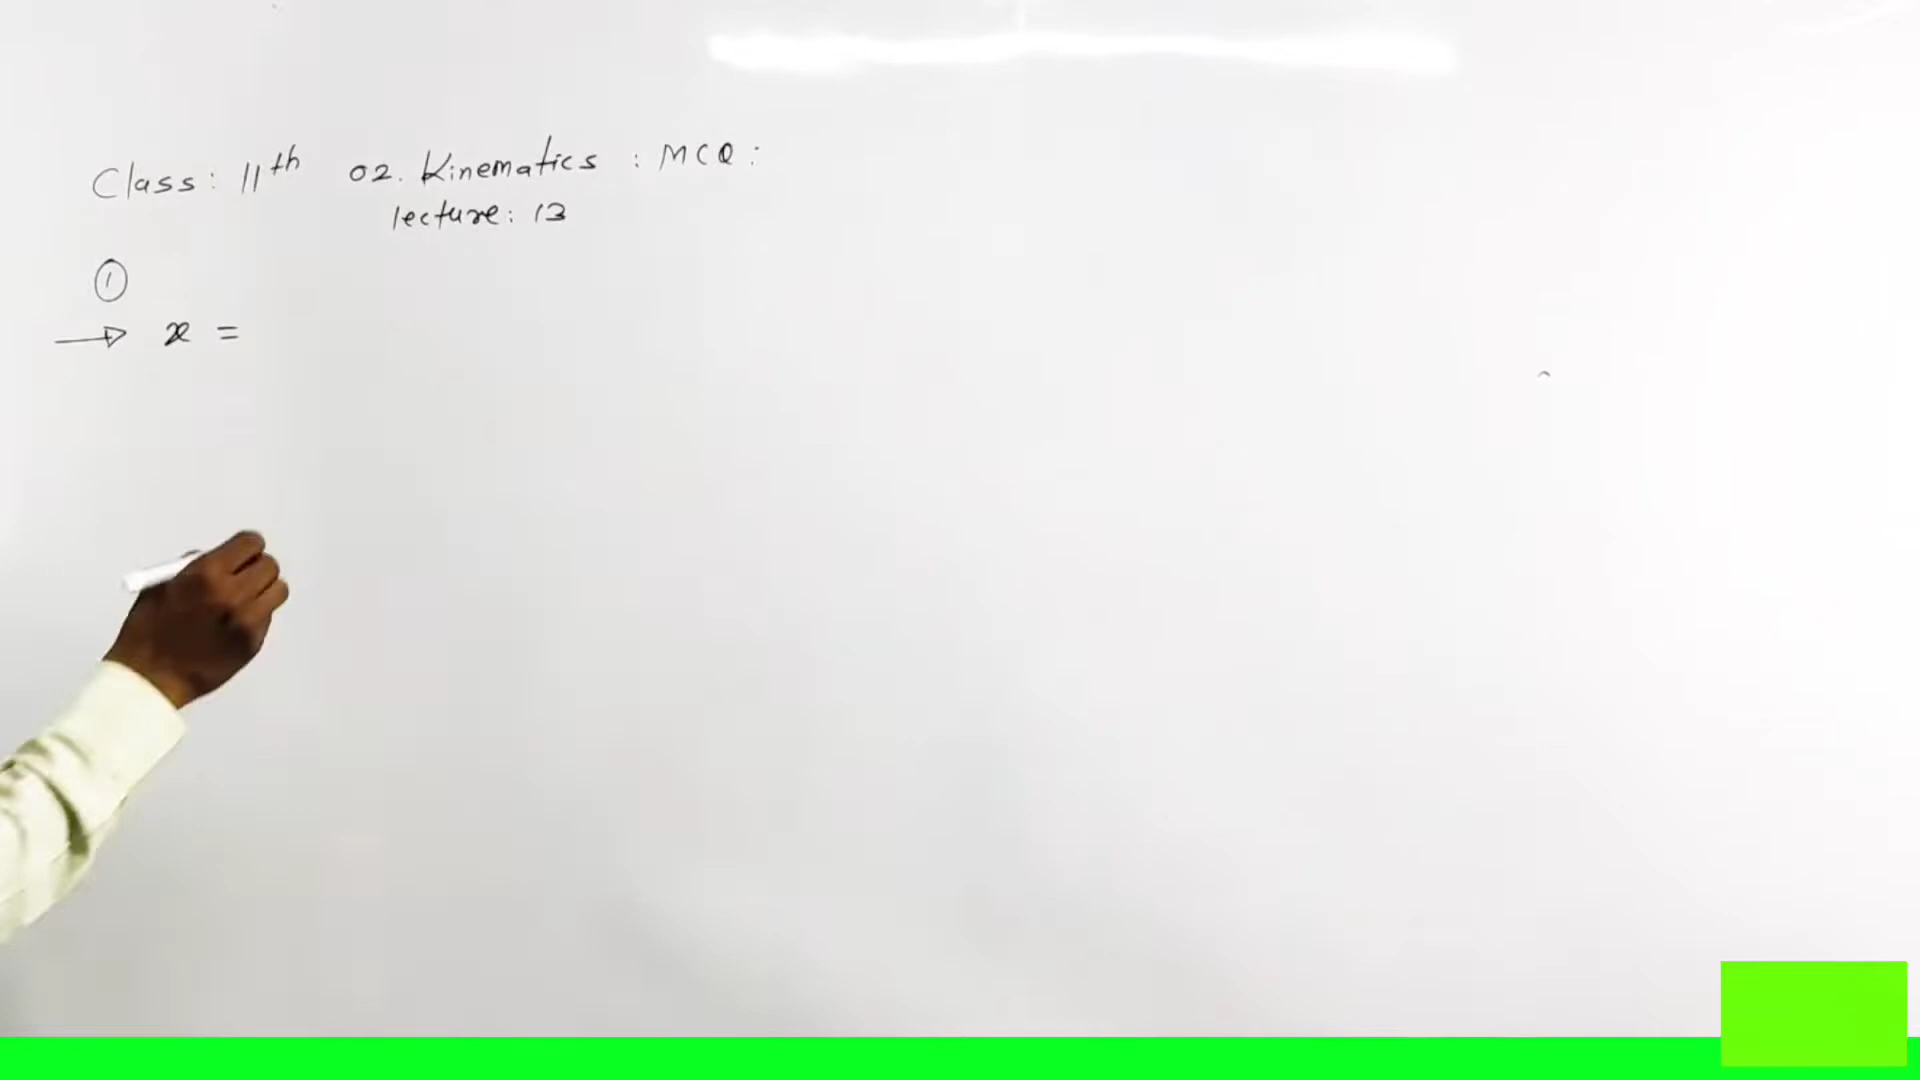 Class: 11th 02. Kinematics : MCQ:
lecture: 13
①
→ x =